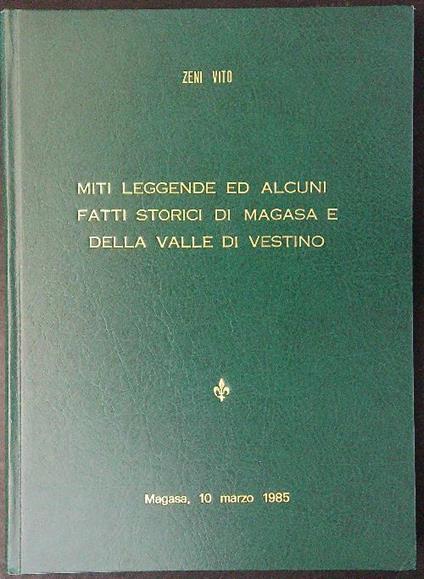 ZENI VITO
MITI LEGGENDE ED ALCUNI
FATTI STORICI DI MAGASA E
DELLA VALLE DI VESTINO
Magasa, 10 marzo 1985